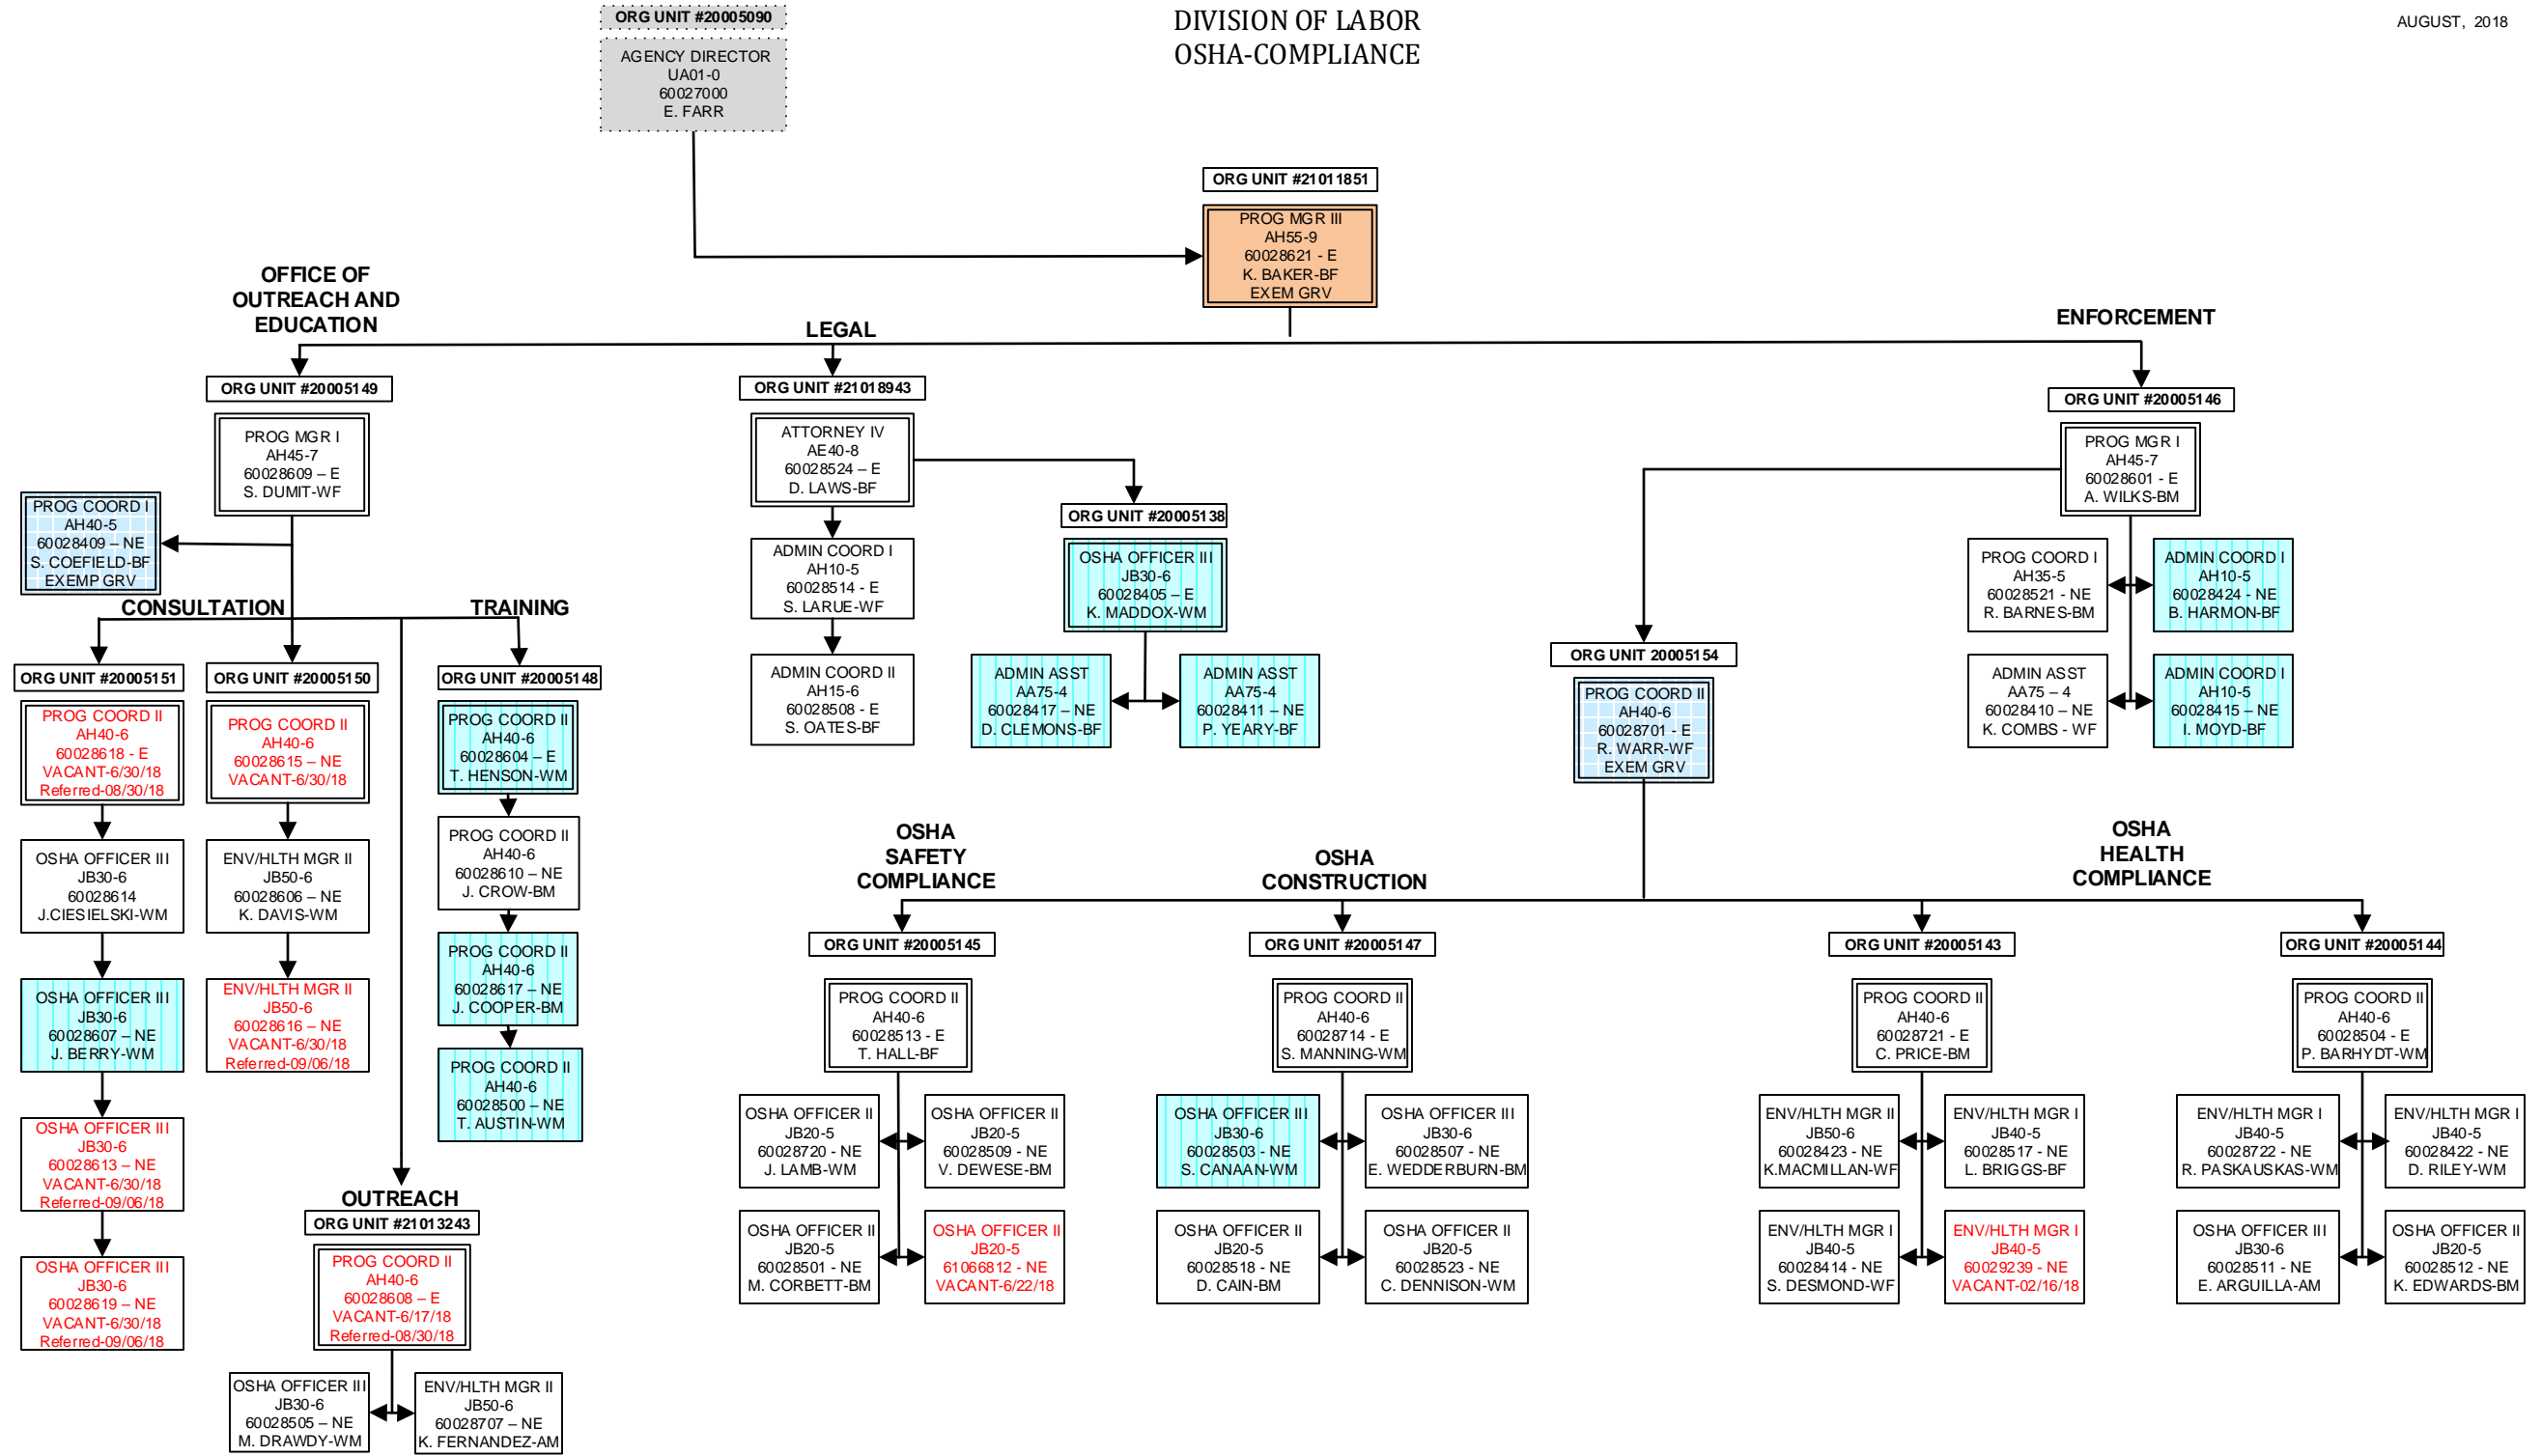 ORG UNIT #20005090
AGENCY DIRECTOR
UA01-0
60027000
E. FARR
DIVISION OF LABOR
OSHA-COMPLIANCE
AUGUST, 2018
ORG UNIT #21011851
PROG MGR III
AH55-9
60028621 - E
K. BAKER-BF
EXEM GRV
OFFICE OF
OUTREACH AND
EDUCATION
LEGAL
ENFORCEMENT
ORG UNIT #20005149
PROG MGR I
AH45-7
60028609 – E
S. DUMIT-WF
PROG COORD I
AH40-5
60028409 – NE
S. COEFIELD-BF
EXEMP GRV
ORG UNIT #21018943
ATTORNEY IV
AE40-8
60028524 – E
D. LAWS-BF
ADMIN COORD I
AH10-5
60028514 - E
S. LARUE-WF
ADMIN COORD II
AH15-6
60028508 - E
S. OATES-BF
ORG UNIT #20005138
OSHA OFFICER III
JB30-6
60028405 – E
K. MADDOX-WM
ADMIN ASST
AA75-4
60028417 – NE
D. CLEMONS-BF
ADMIN ASST
AA75-4
60028411 – NE
P. YEARY-BF
ORG UNIT #20005146
PROG MGR I
AH45-7
60028601 - E
A. WILKS-BM
PROG COORD I
AH35-5
60028521 - NE
R. BARNES-BM
ADMIN COORD I
AH10-5
60028424 - NE
B. HARMON-BF
ADMIN ASST
AA75 – 4
60028410 – NE
K. COMBS - WF
ADMIN COORD I
AH10-5
60028415 – NE
I. MOYD-BF
ORG UNIT 20005154
PROG COORD II
AH40-6
60028701 - E
R. WARR-WF
EXEM GRV
CONSULTATION
TRAINING
ORG UNIT #20005151
PROG COORD II
AH40-6
60028618 - E
VACANT-6/30/18
Referred-08/30/18
OSHA OFFICER III
JB30-6
60028614
J.CIESIELSKI-WM
OSHA OFFICER III
JB30-6
60028607 – NE
J. BERRY-WM
OSHA OFFICER III
JB30-6
60028613 – NE
VACANT-6/30/18
Referred-09/06/18
OSHA OFFICER III
JB30-6
60028619 – NE
VACANT-6/30/18
Referred-09/06/18
ORG UNIT #20005150
PROG COORD II
AH40-6
60028615 – NE
VACANT-6/30/18
ENV/HLTH MGR II
JB50-6
60028606 – NE
K. DAVIS-WM
ENV/HLTH MGR II
JB50-6
60028616 – NE
VACANT-6/30/18
Referred-09/06/18
ORG UNIT #20005148
PROG COORD II
AH40-6
60028604 – E
T. HENSON-WM
PROG COORD II
AH40-6
60028610 – NE
J. CROW-BM
PROG COORD II
AH40-6
60028617 – NE
J. COOPER-BM
PROG COORD II
AH40-6
60028500 – NE
T. AUSTIN-WM
OUTREACH
ORG UNIT #21013243
PROG COORD II
AH40-6
60028608 – E
VACANT-6/17/18
Referred-08/30/18
OSHA OFFICER III
JB30-6
60028505 – NE
M. DRAWDY-WM
ENV/HLTH MGR II
JB50-6
60028707 – NE
K. FERNANDEZ-AM
OSHA
SAFETY
COMPLIANCE
OSHA
CONSTRUCTION
OSHA
HEALTH
COMPLIANCE
ORG UNIT #20005145
PROG COORD II
AH40-6
60028513 - E
T. HALL-BF
OSHA OFFICER II
JB20-5
60028720 - NE
J. LAMB-WM
OSHA OFFICER II
JB20-5
60028509 - NE
V. DEWESE-BM
OSHA OFFICER II
JB20-5
60028501 - NE
M. CORBETT-BM
OSHA OFFICER II
JB20-5
61066812 - NE
VACANT-6/22/18
ORG UNIT #20005147
PROG COORD II
AH40-6
60028714 - E
S. MANNING-WM
OSHA OFFICER III
JB30-6
60028503 - NE
S. CANAAN-WM
OSHA OFFICER III
JB30-6
60028507 - NE
E. WEDDERBURN-BM
OSHA OFFICER II
JB20-5
60028518 - NE
D. CAIN-BM
OSHA OFFICER II
JB20-5
60028523 - NE
C. DENNISON-WM
ORG UNIT #20005143
PROG COORD II
AH40-6
60028721 - E
C. PRICE-BM
ENV/HLTH MGR II
JB50-6
60028423 - NE
K.MACMILLAN-WF
ENV/HLTH MGR I
JB40-5
60028517 - NE
L. BRIGGS-BF
ENV/HLTH MGR I
JB40-5
60028414 - NE
S. DESMOND-WF
ENV/HLTH MGR I
JB40-5
60029239 - NE
VACANT-02/16/18
ORG UNIT #20005144
PROG COORD II
AH40-6
60028504 - E
P. BARHYDT-WM
ENV/HLTH MGR I
JB40-5
60028722 - NE
R. PASKAUSKAS-WM
ENV/HLTH MGR I
JB40-5
60028422 - NE
D. RILEY-WM
OSHA OFFICER III
JB30-6
60028511 - NE
E. ARGUILLA-AM
OSHA OFFICER II
JB20-5
60028512 - NE
K. EDWARDS-BM